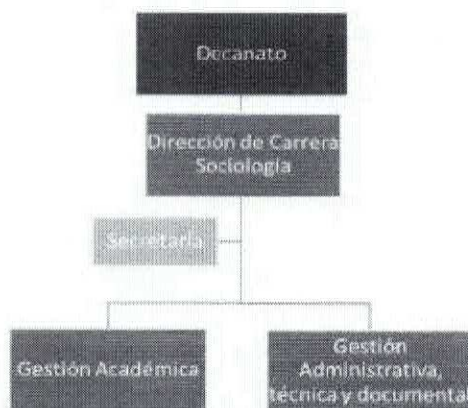 Decanato
Dirección de Carrera
Sociología
Secretaría
Gestión Académica
Gestión
Administrativa,
técnica y documental